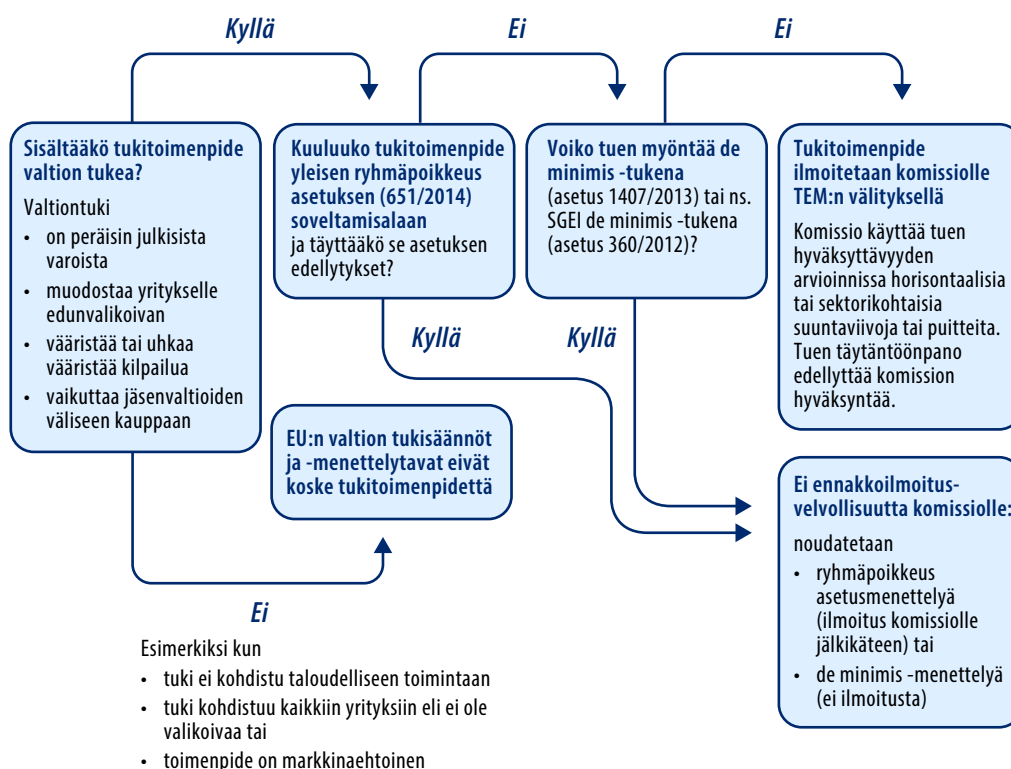 Kyllä
Ei
Ei
Sisältääkö tukitoimenpide
valtion tukea?
Valtiontuki
• on peräisin julkisista
varoista
• muodostaa yritykselle
edunvalikoivan
• vääristää tai uhkaa
vääristää kilpailua
• vaikuttaa jäsenvaltioiden
väliseen kauppaan
Kuuluuko tukitoimenpide
yleisen ryhmäpoikkeus
asetuksen (651/2014)
soveltamisalaan
ja täyttääkö se asetuksen
edellytykset?
Voiko tuen myöntää de
minimis -tukena
(asetus 1407/2013) tai ns.
SGEI de minimis -tukena
(asetus 360/2012)?
Tukitoimenpide
ilmoitetaan komissiolle
TEM:n välityksellä
Komissio käyttää tuen
hyväksyttävyyden
arvioinnissa horisontaalisia
tai sektorikohtaisia
suuntaviivoja tai puitteita.
Tuen täytäntöönpano
edellyttää komission
hyväksyntää.
Kyllä
Kyllä
EU:n valtion tukisäännöt
ja -menettelytavat eivät
koske tukitoimenpidettä
Ei ennakkoilmoitus-
velvollisuutta komissiolle:
noudatetaan
• ryhmäpoikkeus
asetusmenettelyä
(ilmoitus komissiolle
jälkikäteen) tai
• de minimis -menettelyä
(ei ilmoitusta)
Ei
Esimerkiksi kun
• tuki ei kohdistu taloudelliseen toimintaan
• tuki kohdistuu kaikkiin yrityksiin eli ei ole
valikoivaa tai
• toimenpide on markkinaehtoinen